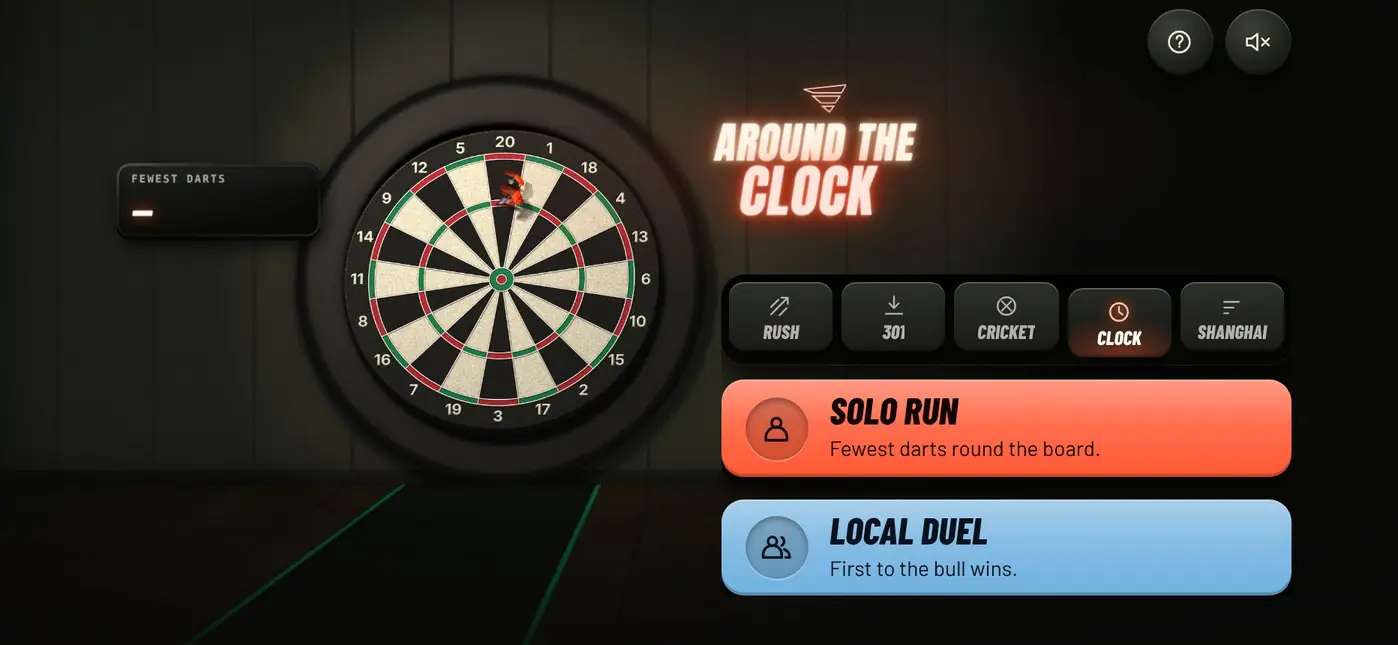 FEWEST DARTS
AROUND THE
CLOCK
20
1
18
4
13
6
10
15
2
17
3
19
7
16
8
11
14
9
12
5
RUSH
301
CRICKET
CLOCK
SHANGHAI
SOLO RUN
Fewest darts round the board.
LOCAL DUEL
First to the bull wins.